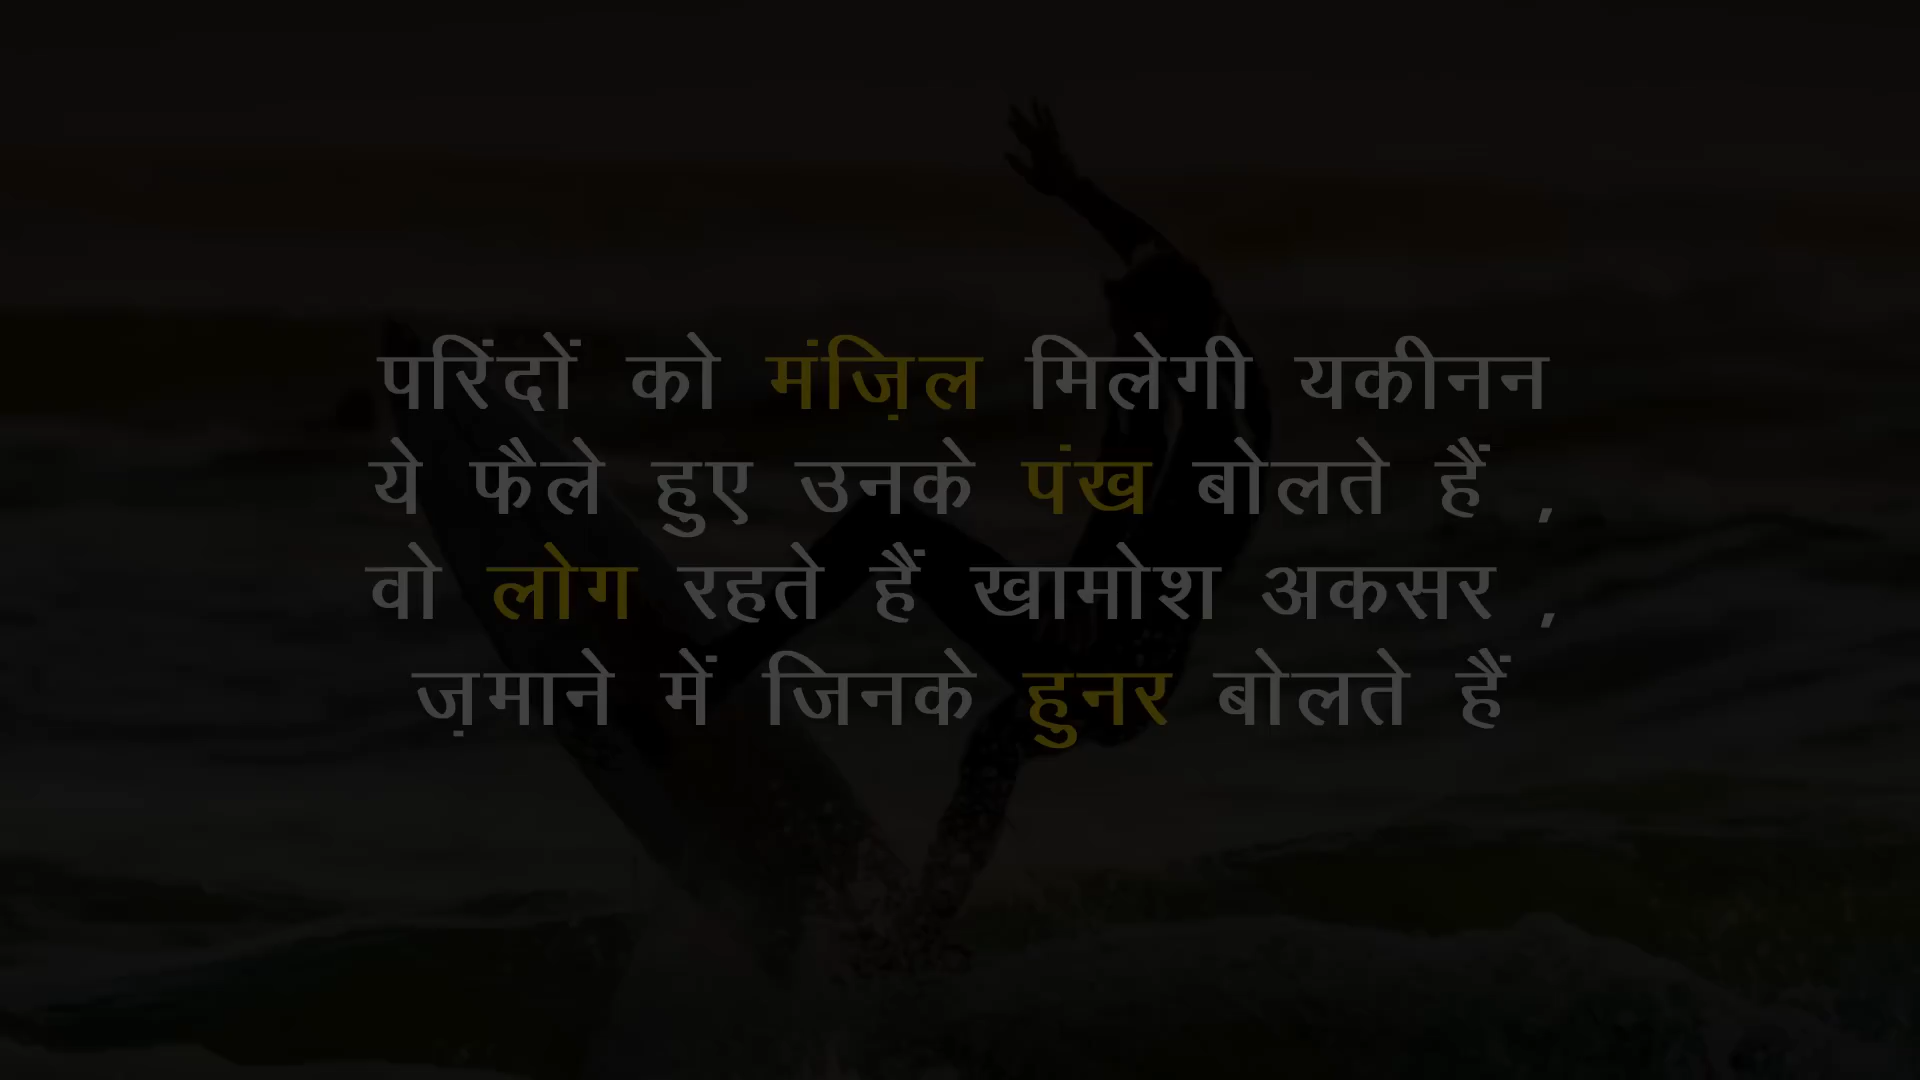 परिंदों को मंज़िल मिलेगी यकीनन
ये फैले हुए उनके पंख बोलते हैं ,
वो लोग रहते हैं खामोश अकसर ,
ज़माने में जिनके हुनर बोलते हैं